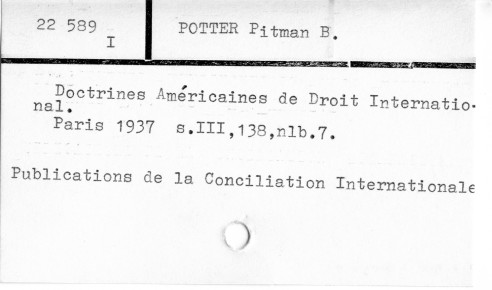 22 589
I
POTTER Pitman B.
Doctrines Américaines de Droit Internatio-
nal.
Paris 1937 s.III,138,nlb.7.
Publications de la Conciliation Internationale